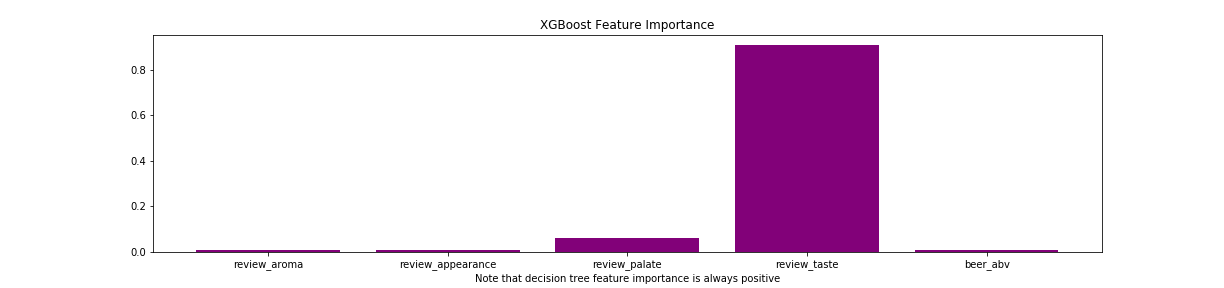 XGBoost Feature Importance
0.8
0.6
0.4
0.2
0.0
review_aroma review_appearance review_palate review_taste beer_abv
Note that decision tree feature importance is always positive